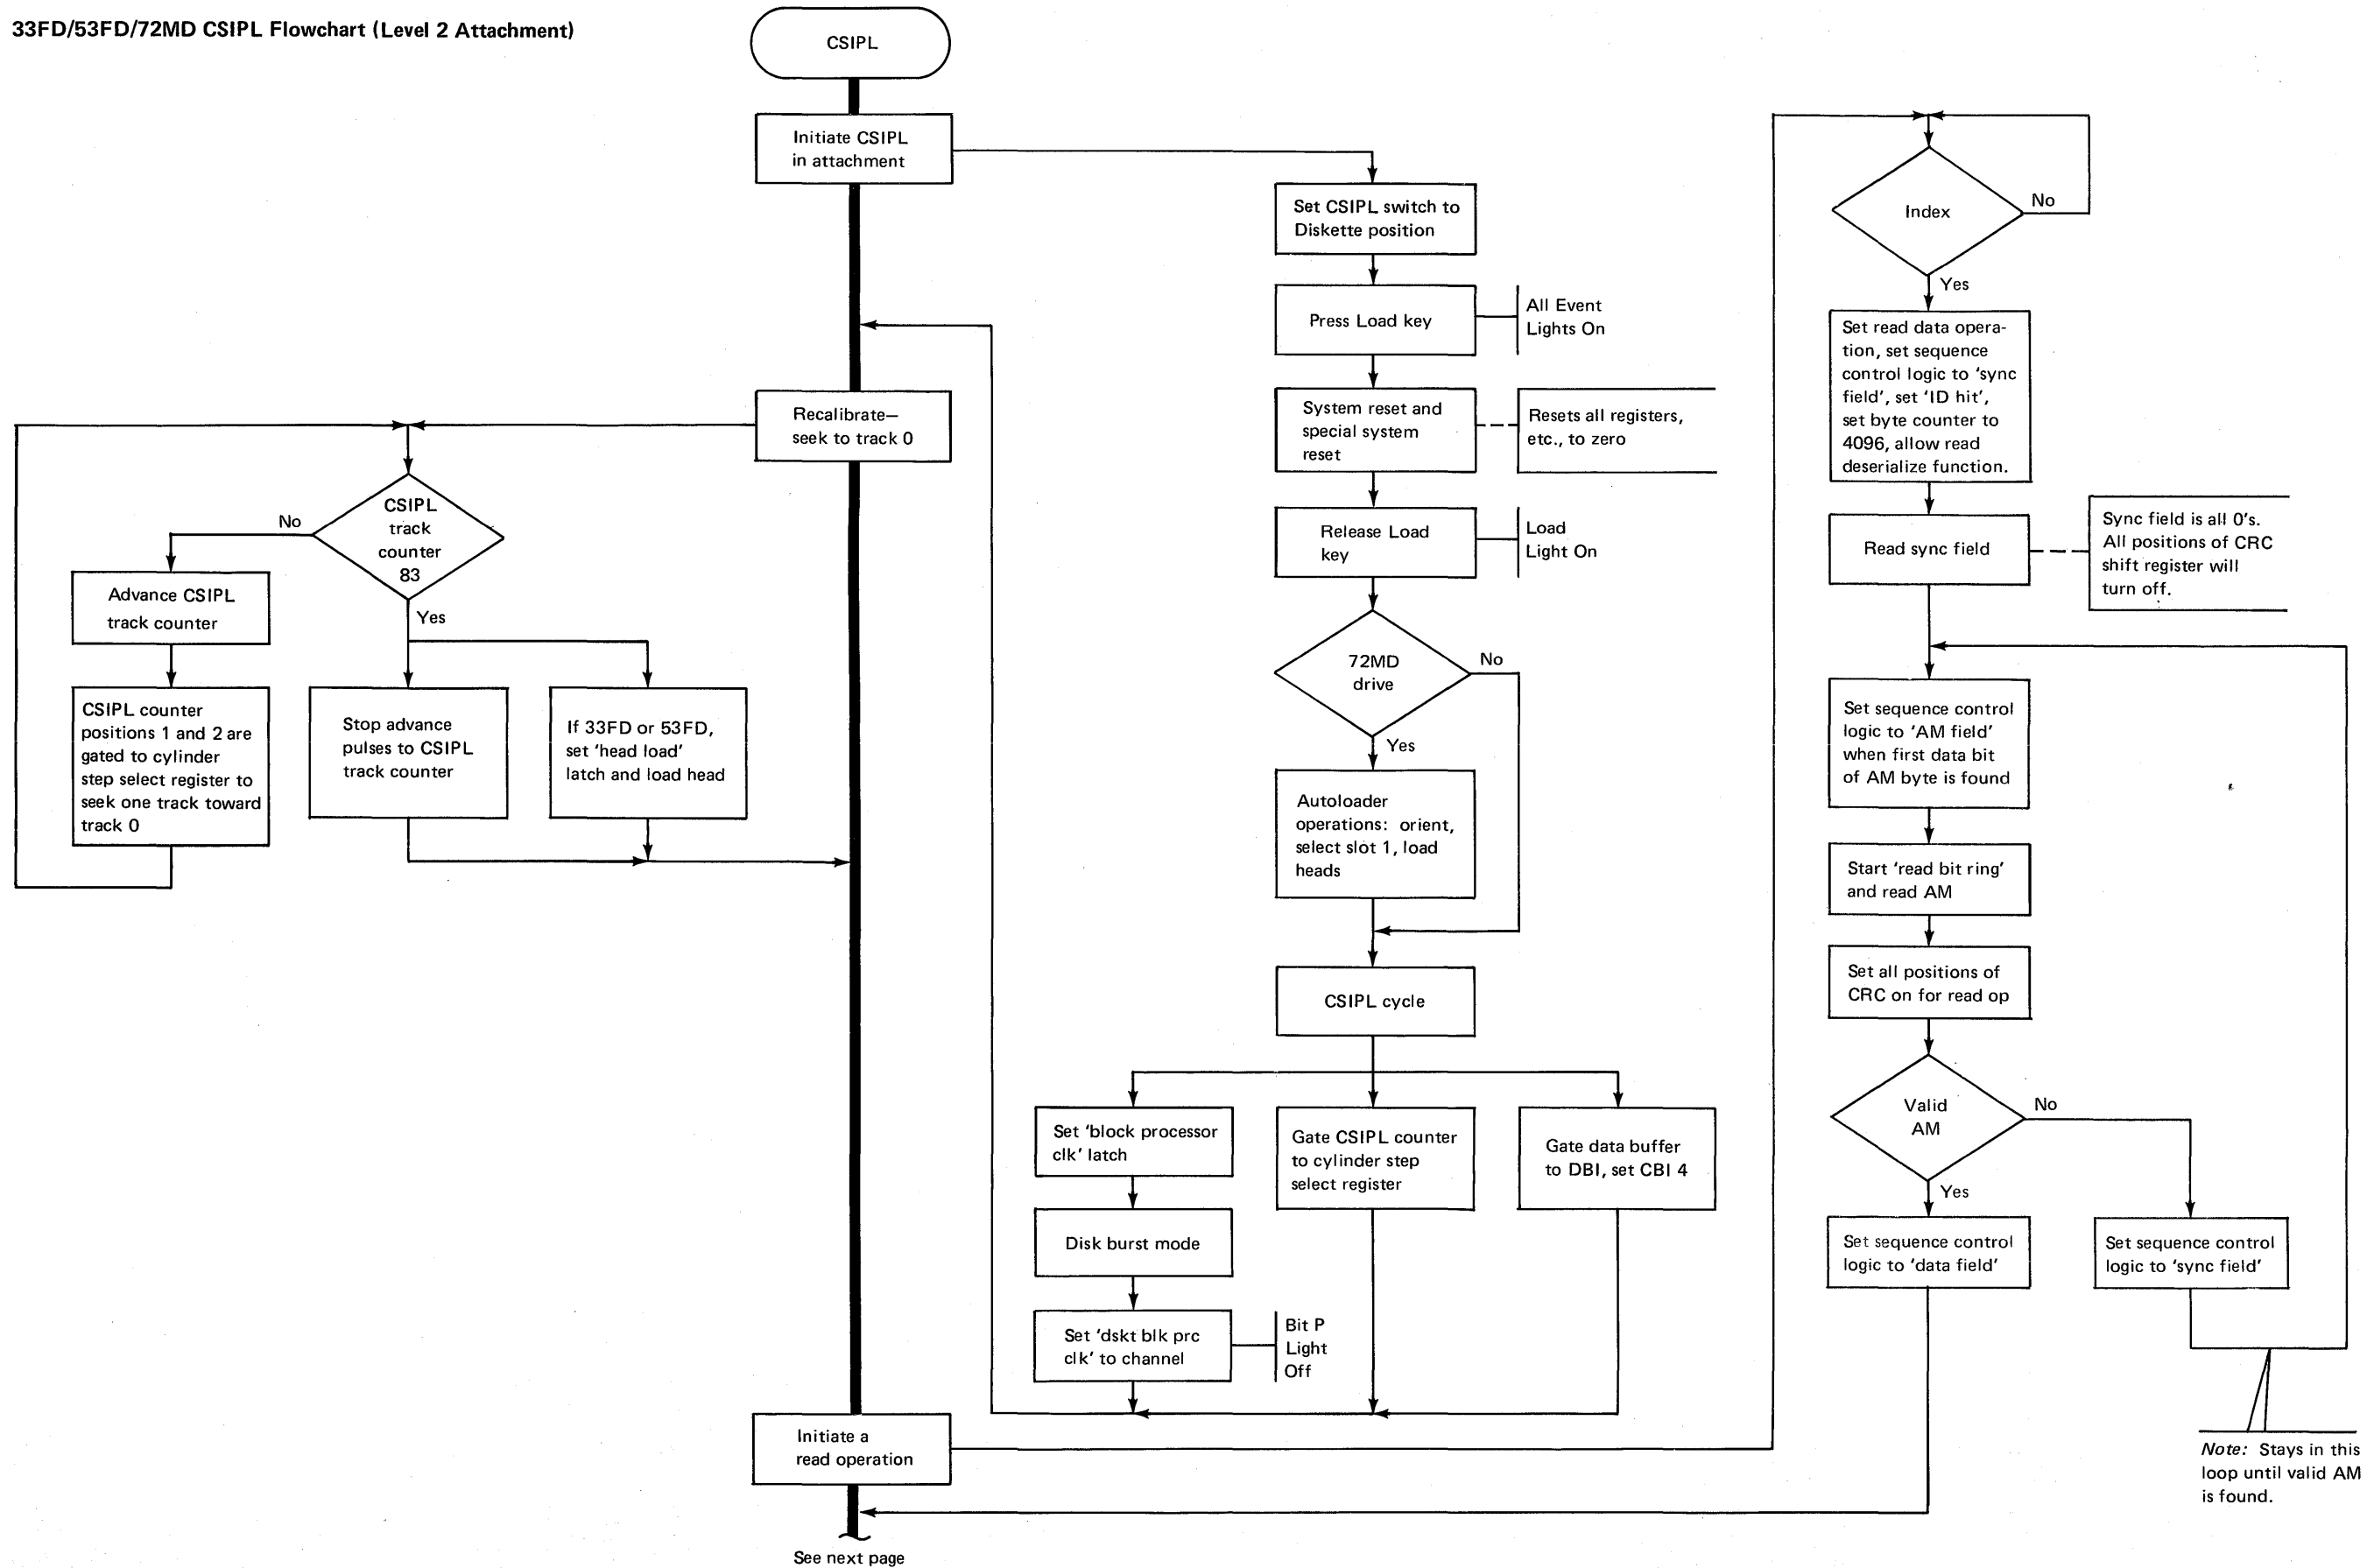 33FD/53FD/72MD CSIPL Flowchart (Level 2 Attachment)
CSIPL
Initiate CSIPL
in attachment
Recalibrate—
seek to track 0
CSIPL
track
counter
83
No
Yes
Advance CSIPL
track counter
CSIPL counter
positions 1 and 2 are
gated to cylinder
step select register to
seek one track toward
track 0
Stop advance
pulses to CSIPL
track counter
If 33FD or 53FD,
set ‘head load’
latch and load head
Set CSIPL switch to
Diskette position
Press Load key
All Event
Lights On
System reset and
special system
reset
Resets all registers,
etc., to zero
Release Load
key
Load
Light On
72MD
drive
No
Yes
Autoloader
operations: orient,
select slot 1, load
heads
CSIPL cycle
Set ‘block processor
clk’ latch
Disk burst mode
Set ‘dskt blk prc
clk’ to channel
Bit P
Light
Off
Gate CSIPL counter
to cylinder step
select register
Gate data buffer
to DBI, set CBI 4
Initiate a
read operation
See next page
Index
No
Yes
Set read data opera-
tion, set sequence
control logic to ‘sync
field’, set ‘ID hit’,
set byte counter to
4096, allow read
deserialize function.
Read sync field
Sync field is all 0’s.
All positions of CRC
shift register will
turn off.
Set sequence control
logic to ‘AM field’
when first data bit
of AM byte is found
Start ‘read bit ring’
and read AM
Set all positions of
CRC on for read op
Valid
AM
No
Yes
Set sequence control
logic to ‘data field’
Set sequence control
logic to ‘sync field’
Note: Stays in this
loop until valid AM
is found.